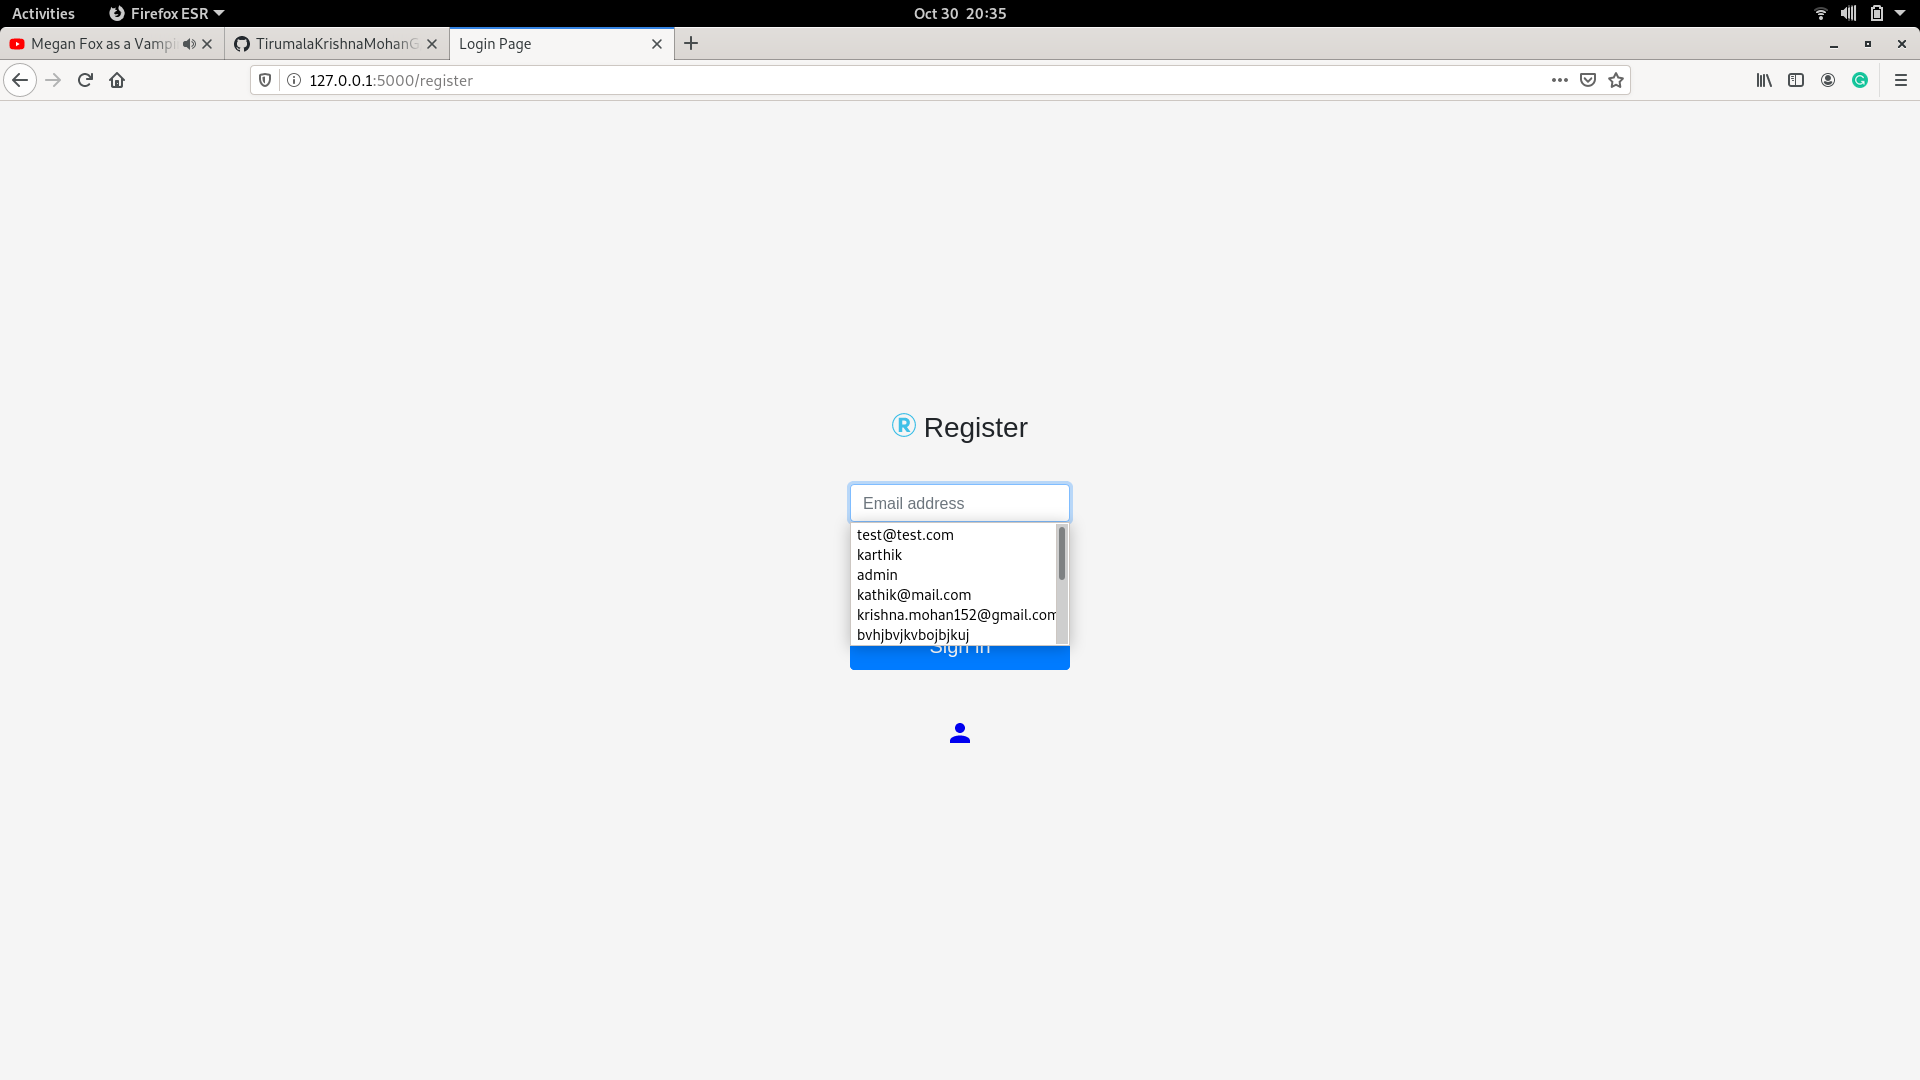 Activities
Firefox ESR
Oct 30 20:35
Megan Fox as a Vampi
TirumalaKrishnaMohanG
Login Page
127.0.0.1:5000/register
® Register
Email address
test@test.com
karthik
admin
kathik@mail.com
krishna.mohan152@gmail.com
bvhjbvjkvbojbjkuj
Sign in